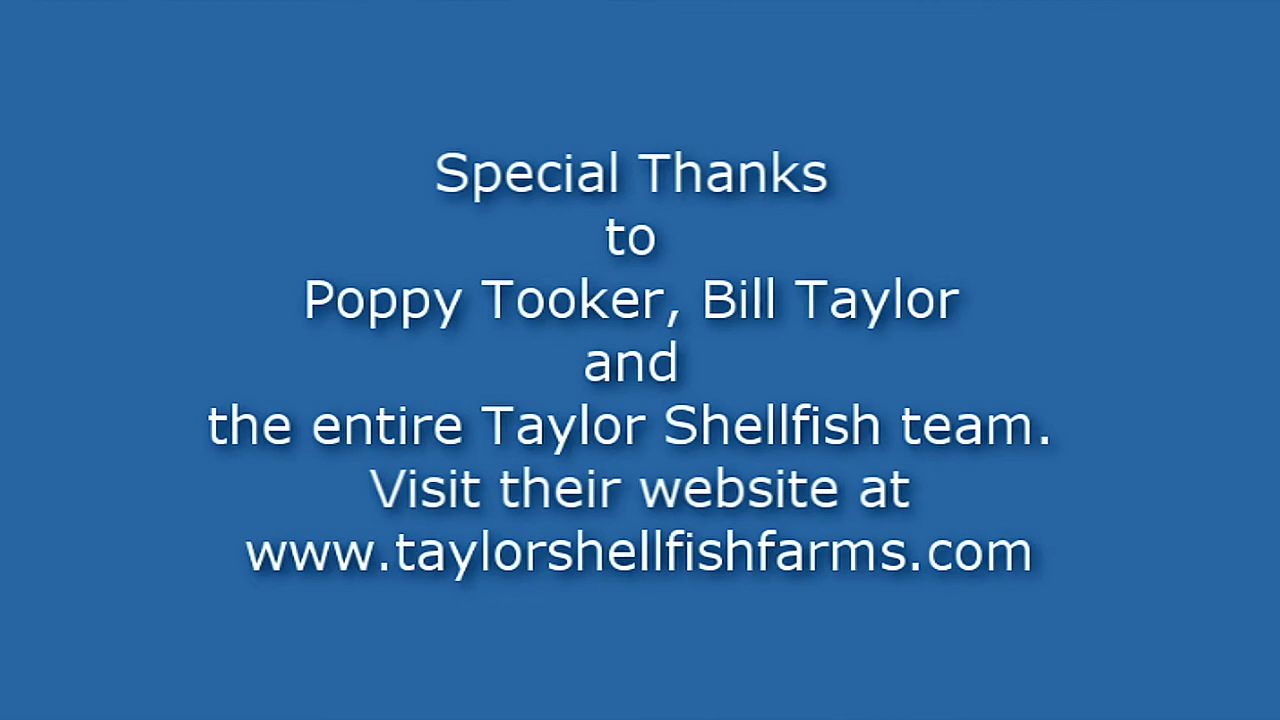 Special Thanks
to
Poppy Tooker, Bill Taylor
and
the entire Taylor Shellfish team.
Visit their website at
www.taylorshellfishfarms.com